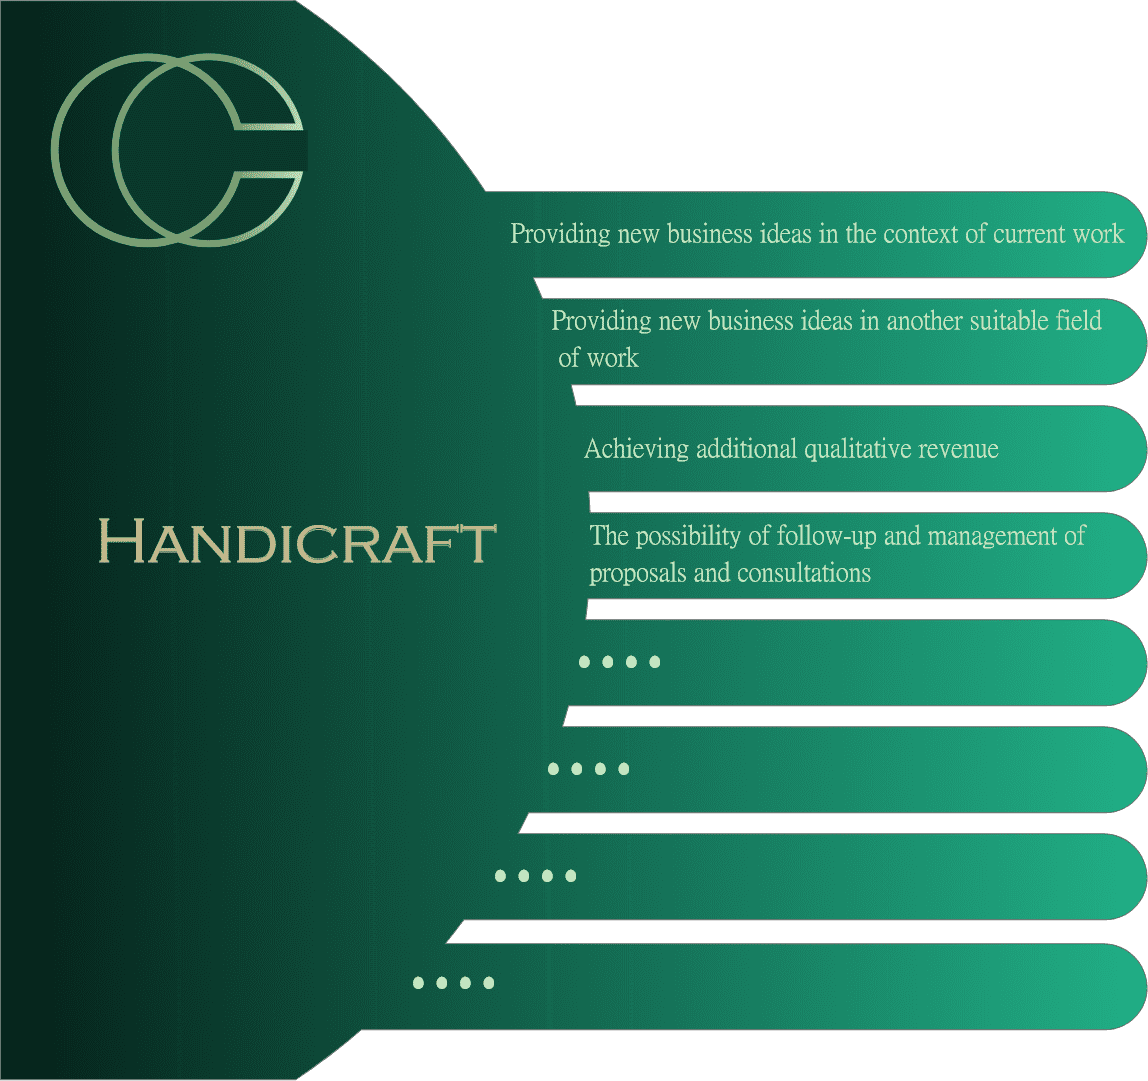 Providing new business ideas in the context of current work
Providing new business ideas in another suitable field
of work
Achieving additional qualitative revenue
HANDICRAFT
The possibility of follow-up and management of
proposals and consultations
....
....
....
....